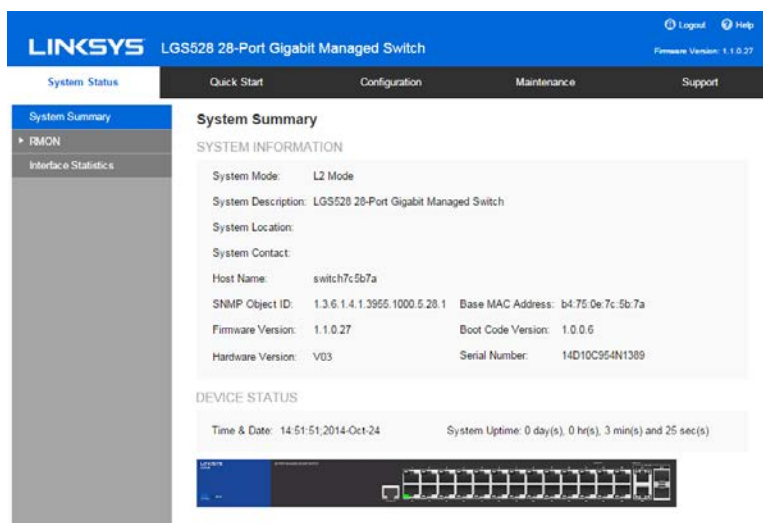 Logout Help
LINKSYS LGS528 28-Port Gigabit Managed Switch
Firmware Version: 1.1.0.27
System Status Quick Start Configuration Maintenance Support
System Summary
RMON
Interface Statistics
System Summary
SYSTEM INFORMATION
System Mode: L2 Mode
System Description: LGS528 28-Port Gigabit Managed Switch
System Location:
System Contact:
Host Name: switch7c5b7a
SNMP Object ID: 1.3.6.1.4.1.3955.1000.5.28.1 Base MAC Address: b4:75:0e:7c:5b:7a
Firmware Version: 1.1.0.27 Boot Code Version: 1.0.0.6
Hardware Version: V03 Serial Number: 14D10C954N1389
DEVICE STATUS
Time & Date: 14:51:51;2014-Oct-24 System Uptime: 0 day(s), 0 hr(s), 3 min(s) and 25 sec(s)
LINKSYS